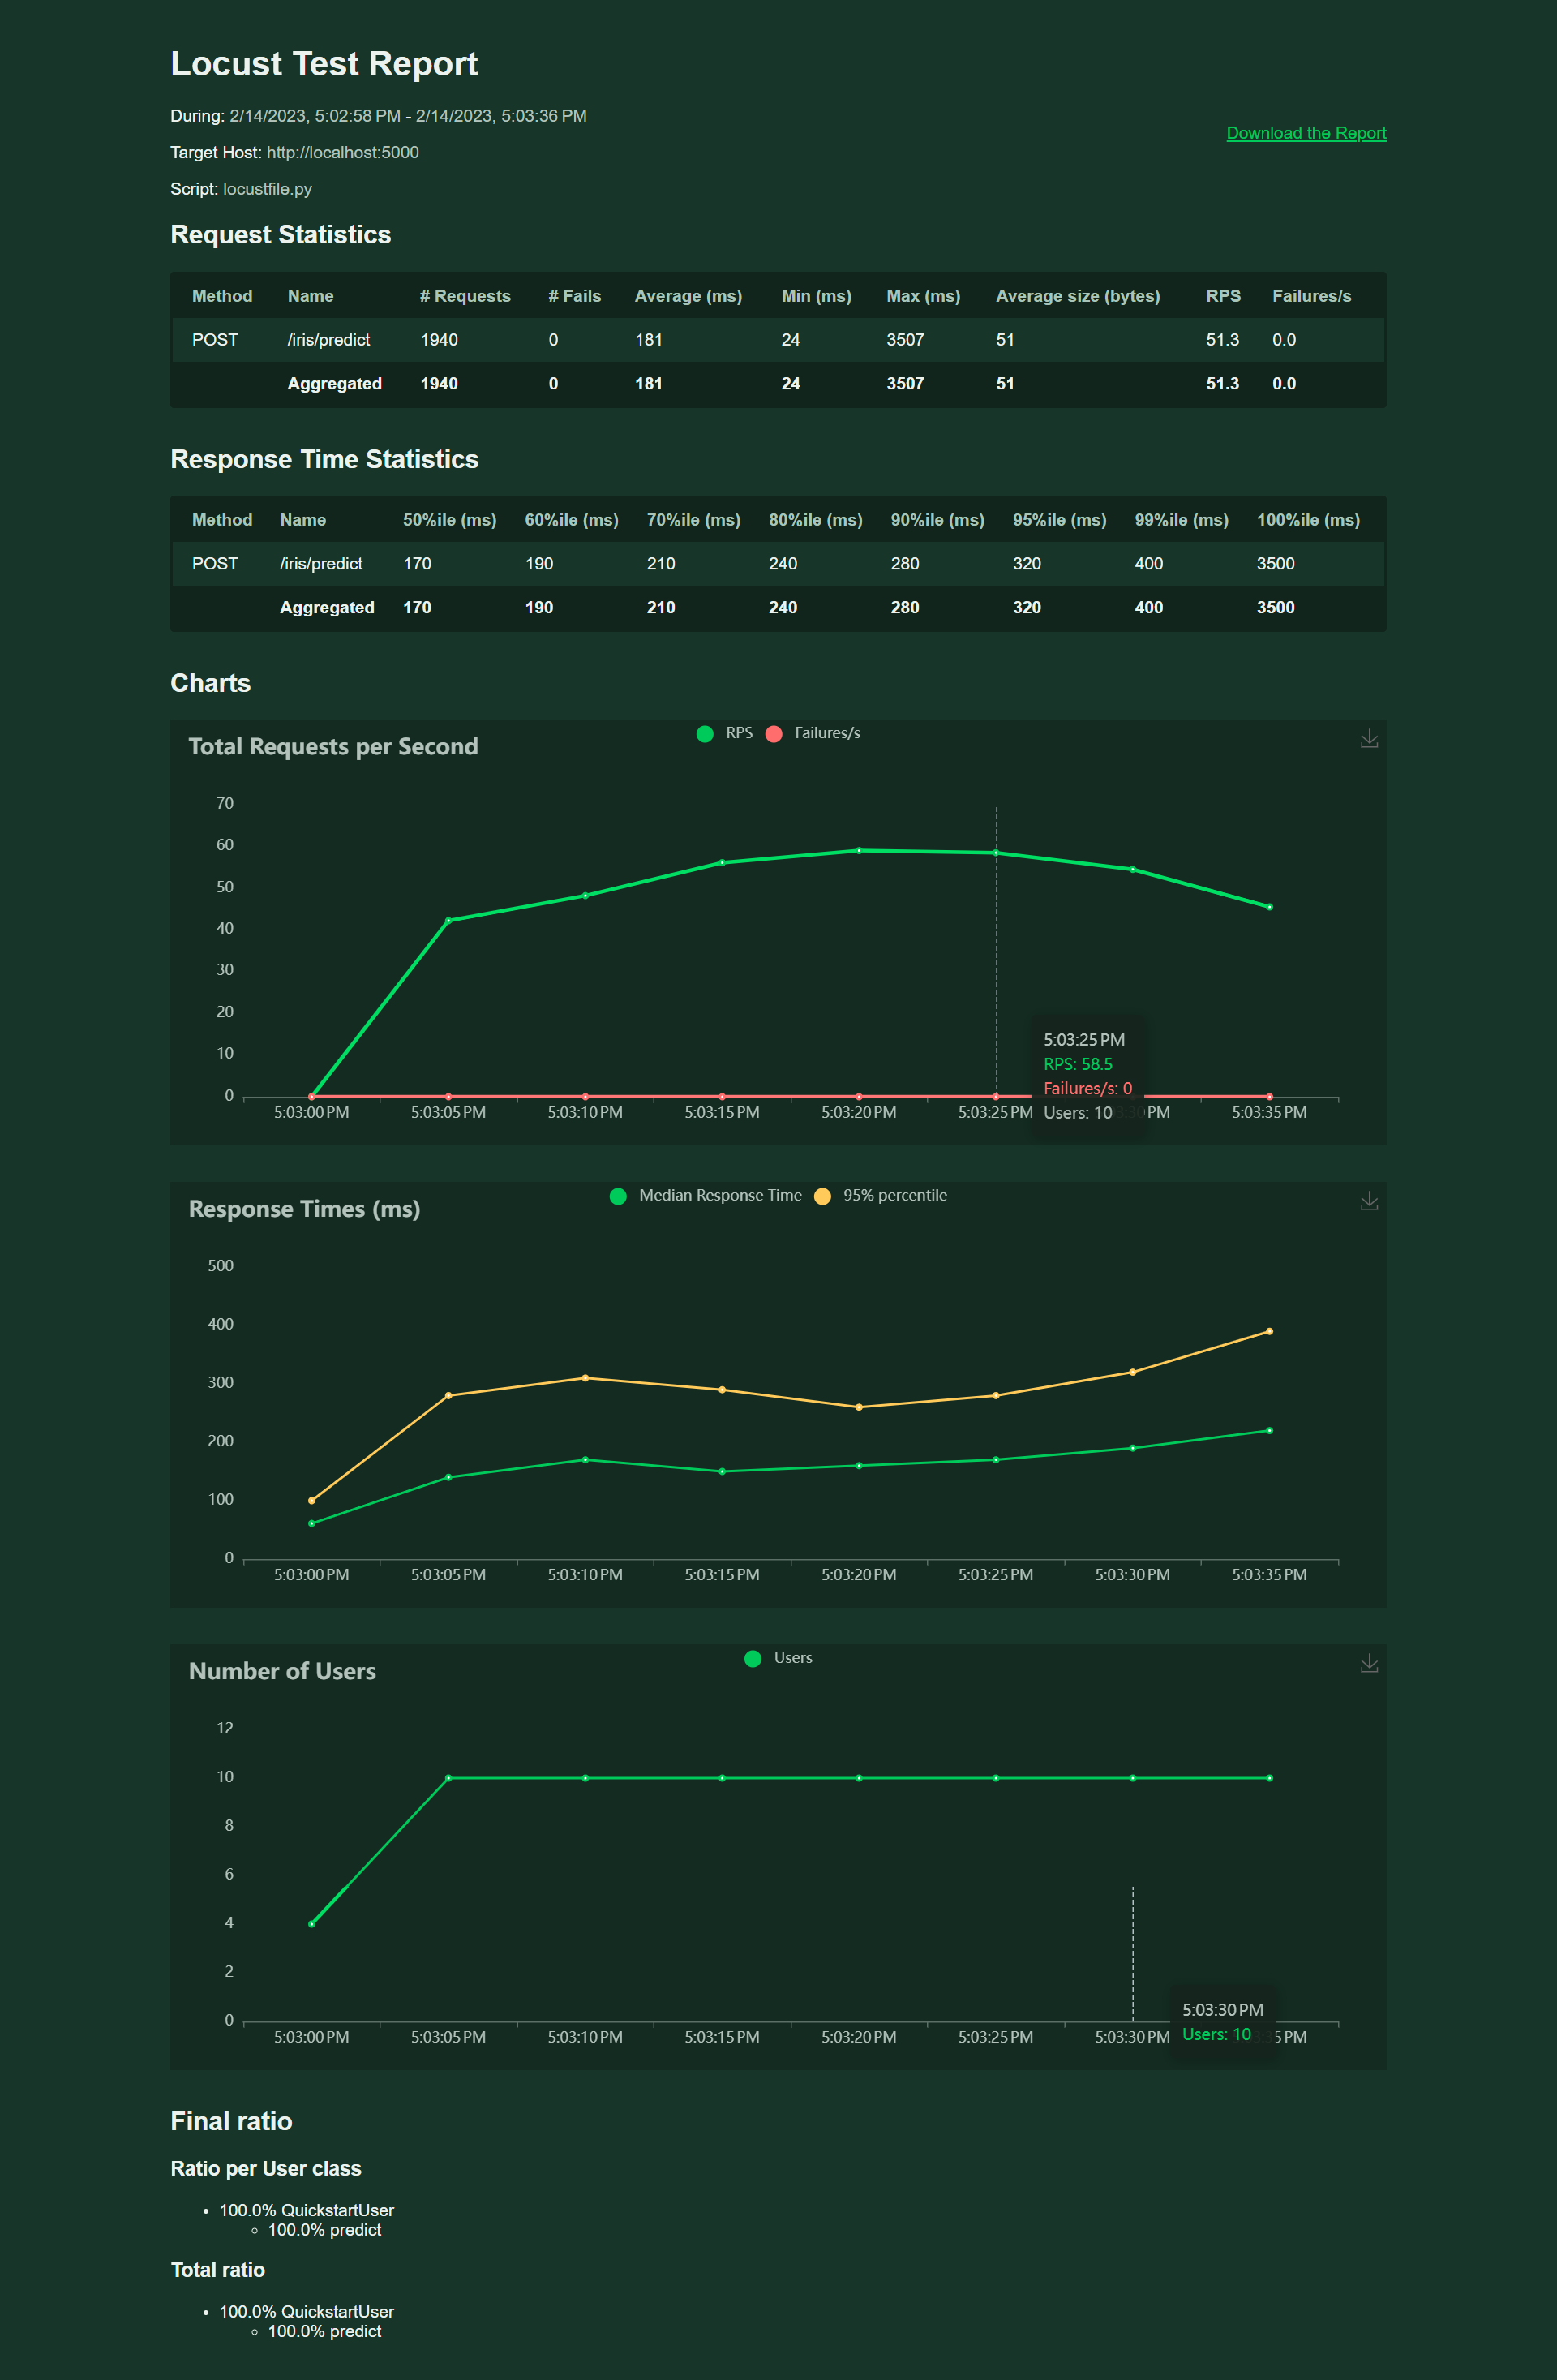 Locust Test Report
During: 2/14/2023, 5:02:58 PM - 2/14/2023, 5:03:36 PM
Download the Report
Target Host: http://localhost:5000
Script: locustfile.py
Request Statistics
Method Name # Requests # Fails Average (ms) Min (ms) Max (ms) Average size (bytes) RPS Failures/s
POST /iris/predict 1940 0 181 24 3507 51 51.3 0.0
Aggregated 1940 0 181 24 3507 51 51.3 0.0
Response Time Statistics
Method Name 50%ile (ms) 60%ile (ms) 70%ile (ms) 80%ile (ms) 90%ile (ms) 95%ile (ms) 99%ile (ms) 100%ile (ms)
POST /iris/predict 170 190 210 240 280 320 400 3500
Aggregated 170 190 210 240 280 320 400 3500
Charts
Total Requests per Second
RPS Failures/s
70
60
50
40
30
20
10
0
5:03:25 PM
RPS: 58.5
Failures/s: 0
Users: 10
5:03:00 PM 5:03:05 PM 5:03:10 PM 5:03:15 PM 5:03:20 PM 5:03:25 PM PM 5:03:35 PM
Response Times (ms)
Median Response Time 95% percentile
500
400
300
200
100
0
5:03:00 PM 5:03:05 PM 5:03:10 PM 5:03:15 PM 5:03:20 PM 5:03:25 PM 5:03:30 PM 5:03:35 PM
Number of Users
Users
12
10
8
6
4
2
0
5:03:30 PM
Users: 10
5:03:00 PM 5:03:05 PM 5:03:10 PM 5:03:15 PM 5:03:20 PM 5:03:25 PM 5:03:30 PM 5 PM
Final ratio
Ratio per User class
• 100.0% QuickstartUser
◦ 100.0% predict
Total ratio
• 100.0% QuickstartUser
◦ 100.0% predict